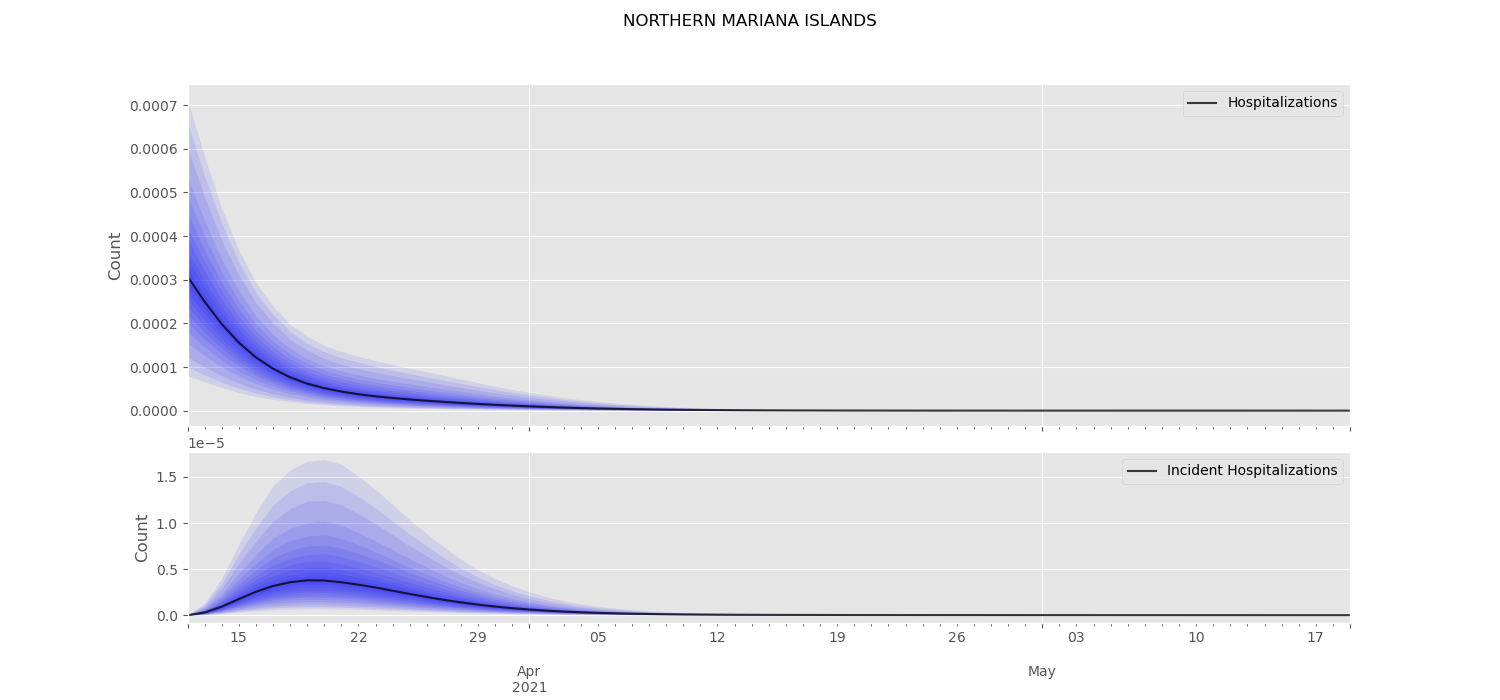 NORTHERN MARIANA ISLANDS
Hospitalizations
0.0007
0.0006
0.0005
0.0004
0.0003
0.0002
0.0001
0.0000
Count
1e−5
Incident Hospitalizations
1.5
1.0
0.5
0.0
Count
15 22 29 05 12 19 26 03 10 17
Apr May
2021